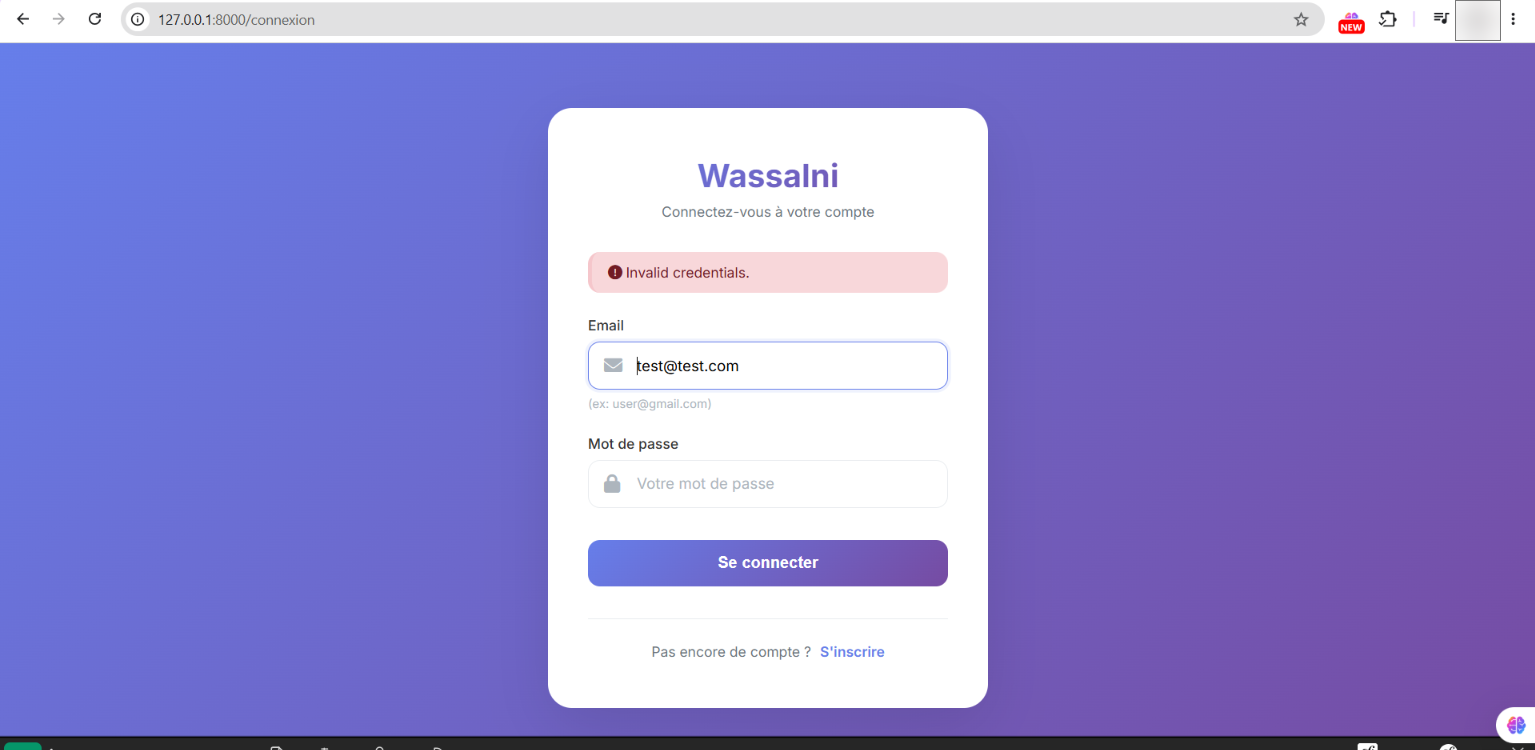 127.0.0.1:8000/connexion
NEW
Wassalni
Connectez-vous à votre compte
Invalid credentials.
Email
test@test.com
(ex: user@gmail.com)
Mot de passe
Votre mot de passe
Se connecter
Pas encore de compte ? S'inscrire